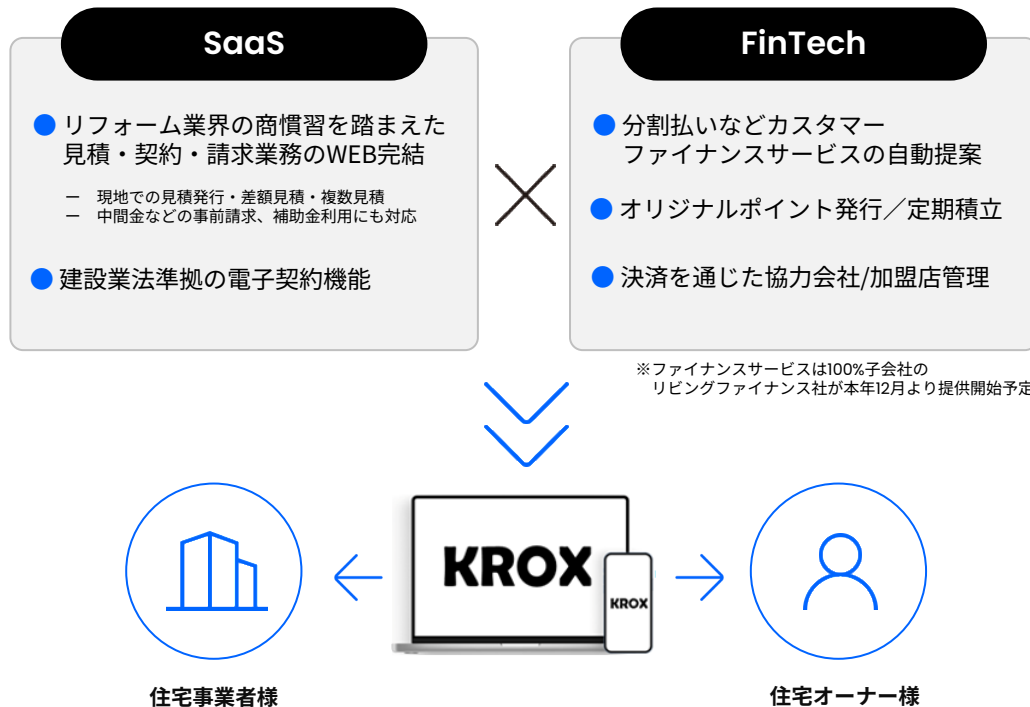 SaaS
● リフォーム業界の商慣習を踏まえた
見積・契約・請求業務のWEB完結
ー 現地での見積発行・差額見積・複数見積
ー 中間金などの事前請求、補助金利用にも対応
● 建設業法準拠の電子契約機能
FinTech
● 分割払いなどカスタマー
ファイナンスサービスの自動提案
● オリジナルポイント発行／定期積立
● 決済を通じた協力会社/加盟店管理
※ファイナンスサービスは100%子会社の
リビングファイナンス社が本年12月より提供開始予定
KROX
KROX
住宅事業者様
住宅オーナー様